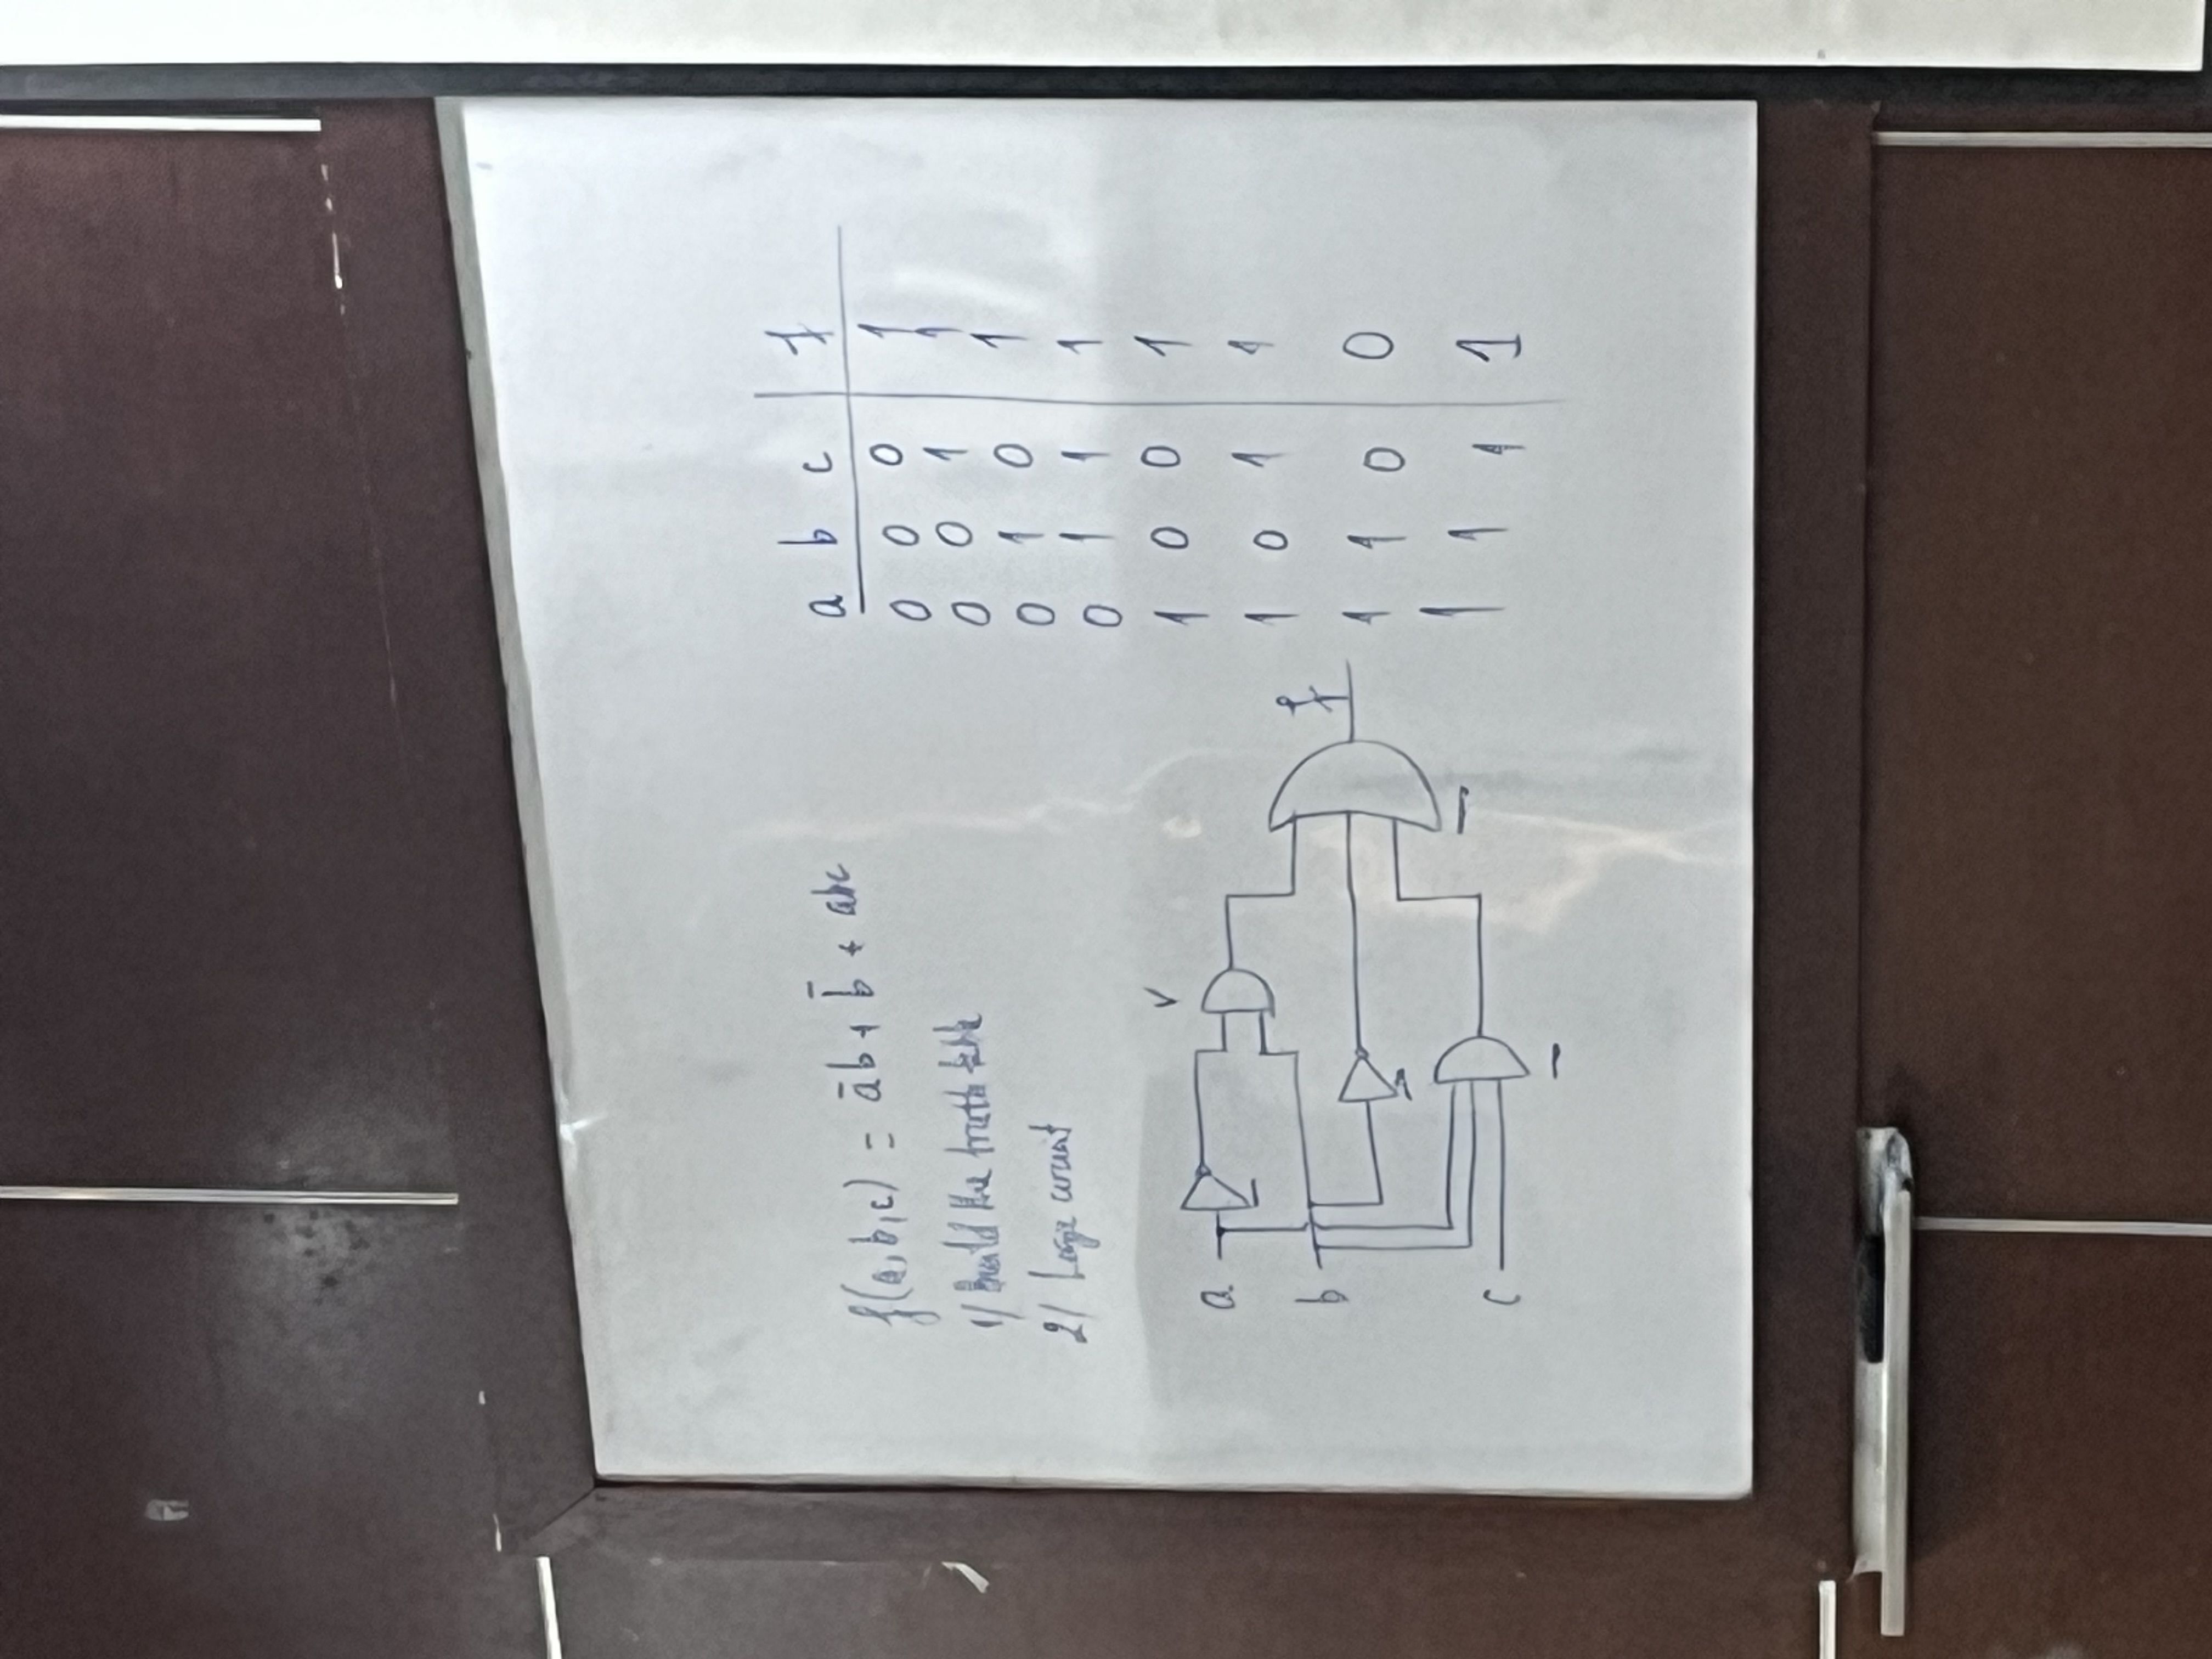 f(a,b,c) = āb + b̄ + abc
1/ Build the truth table
2/ Logic circuit
a
b
c
f
a b c f
0 0 0 1
0 0 1 1
0 1 0 1
0 1 1 1
1 0 0 1
1 0 1 1
1 1 0 0
1 1 1 1